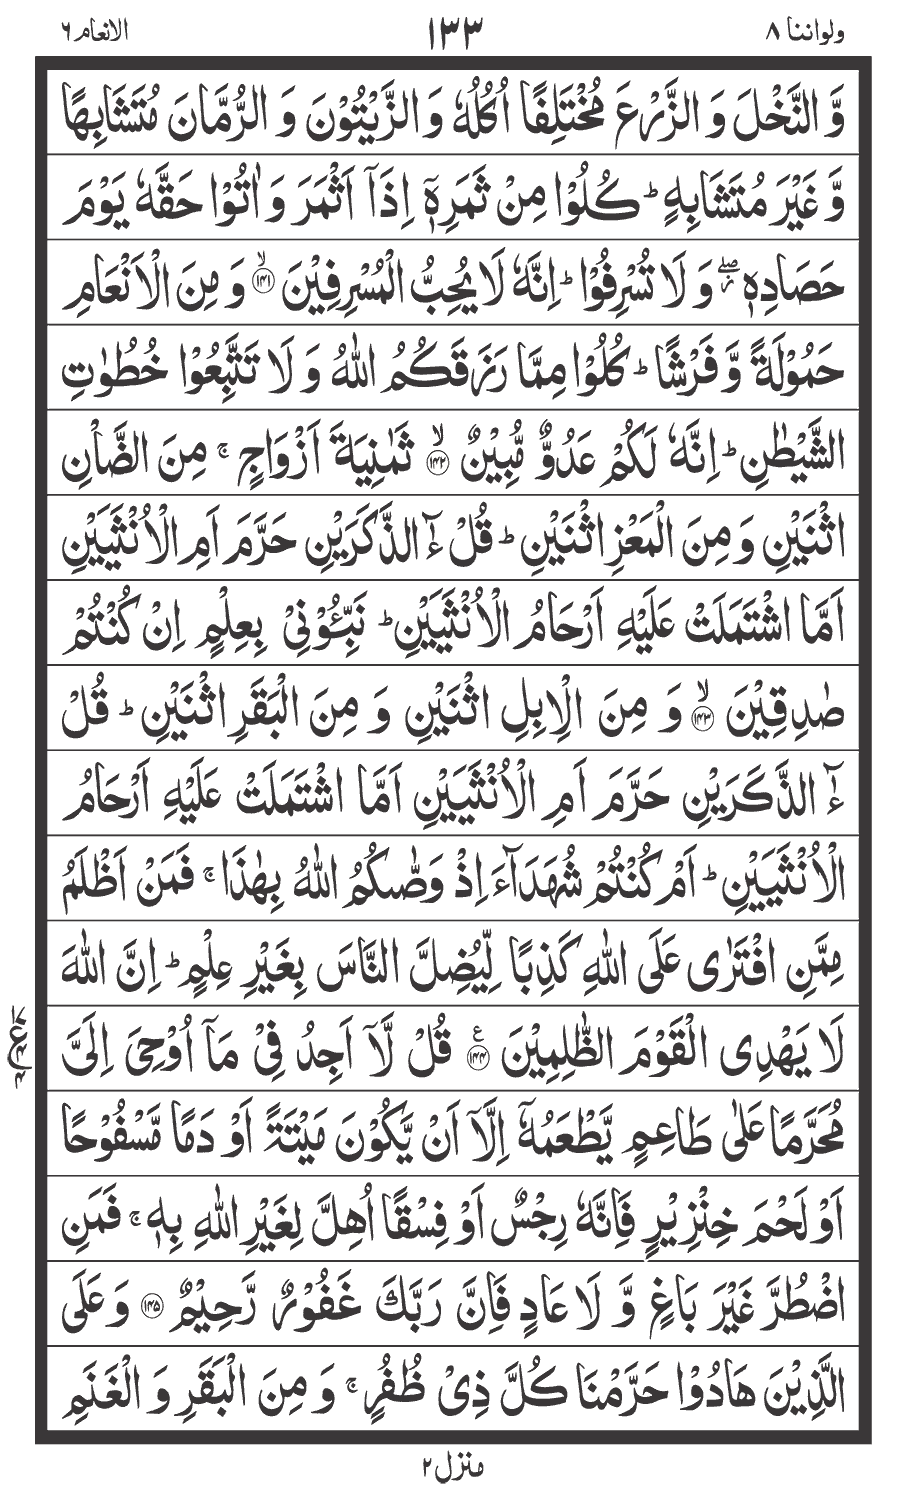 ولواننا ٨ ١٣٣ الانعام ٦
وَّ النَّخْلَ وَ الزَّرْعَ مُخْتَلِفًا اُكُلُهٗ وَ الزَّيْتُوْنَ وَ الرُّمَّانَ مُتَشَابِهًا
وَّ غَيْرَ مُتَشَابِهٍ ؕ كُلُوْا مِنْ ثَمَرِهٖۤ اِذَاۤ اَثْمَرَ وَ اٰتُوْا حَقَّهٗ يَوْمَ
حَصَادِهٖ ۖؗ وَ لَا تُسْرِفُوْا ؕ اِنَّهٗ لَا يُحِبُّ الْمُسْرِفِيْنَ ۙ﴿۱۴۱﴾ وَ مِنَ الْاَنْعَامِ
حَمُوْلَةً وَّ فَرْشًا ؕ كُلُوْا مِمَّا رَزَقَكُمُ اللّٰهُ وَ لَا تَتَّبِعُوْا خُطُوٰتِ
الشَّيْطٰنِ ؕ اِنَّهٗ لَكُمْ عَدُوٌّ مُّبِيْنٌ ۙ﴿۱۴۲﴾ ثَمٰنِيَةَ اَزْوَاجٍ ۚ مِنَ الضَّاْنِ
اثْنَيْنِ وَ مِنَ الْمَعْزِ اثْنَيْنِ ؕ قُلْ ءٰٓالذَّكَرَيْنِ حَرَّمَ اَمِ الْاُنْثَيَيْنِ
اَمَّا اشْتَمَلَتْ عَلَيْهِ اَرْحَامُ الْاُنْثَيَيْنِ ؕ نَبِّـُٔوْنِیْ بِعِلْمٍ اِنْ كُنْتُمْ
صٰدِقِيْنَ ۙ﴿۱۴۳﴾ وَ مِنَ الْاِبِلِ اثْنَيْنِ وَ مِنَ الْبَقَرِ اثْنَيْنِ ؕ قُلْ
ءٰٓالذَّكَرَيْنِ حَرَّمَ اَمِ الْاُنْثَيَيْنِ اَمَّا اشْتَمَلَتْ عَلَيْهِ اَرْحَامُ
الْاُنْثَيَيْنِ ؕ اَمْ كُنْتُمْ شُهَدَآءَ اِذْ وَصّٰىكُمُ اللّٰهُ بِهٰذَا ۚ فَمَنْ اَظْلَمُ
مِمَّنِ افْتَرٰی عَلَی اللّٰهِ كَذِبًا لِّيُضِلَّ النَّاسَ بِغَيْرِ عِلْمٍ ؕ اِنَّ اللّٰهَ
لَا يَهْدِی الْقَوْمَ الظّٰلِمِيْنَ ﴿۱۴۴﴾ قُلْ لَّاۤ اَجِدُ فِیْ مَاۤ اُوْحِیَ اِلَیَّ
مُحَرَّمًا عَلٰی طَاعِمٍ يَّطْعَمُهٗۤ اِلَّاۤ اَنْ يَّكُوْنَ مَيْتَةً اَوْ دَمًا مَّسْفُوْحًا
اَوْ لَحْمَ خِنْزِيْرٍ فَاِنَّهٗ رِجْسٌ اَوْ فِسْقًا اُهِلَّ لِغَيْرِ اللّٰهِ بِهٖ ۚ فَمَنِ
اضْطُرَّ غَيْرَ بَاغٍ وَّ لَا عَادٍ فَاِنَّ رَبَّكَ غَفُوْرٌ رَّحِيْمٌ ﴿۱۴۵﴾ وَ عَلَی
الَّذِيْنَ هَادُوْا حَرَّمْنَا كُلَّ ذِیْ ظُفُرٍ ۚ وَ مِنَ الْبَقَرِ وَ الْغَنَمِ
منزل ٢